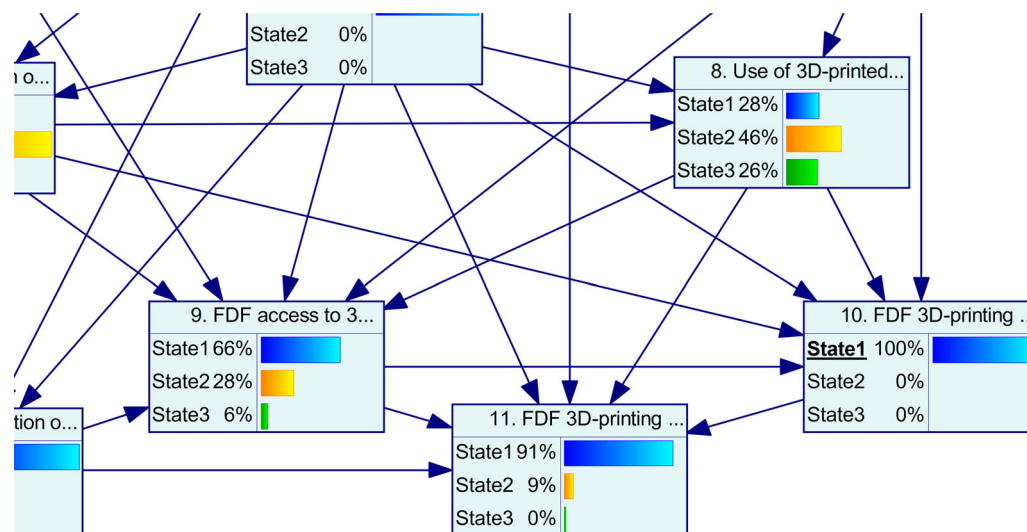 State2 0%
State3 0%
o...
8. Use of 3D-printed...
State1 28%
State2 46%
State3 26%
9. FDF access to 3...
State1 66%
State2 28%
State3 6%
10. FDF 3D-printing ...
State1 100%
State2 0%
State3 0%
tion o...
11. FDF 3D-printing ...
State1 91%
State2 9%
State3 0%